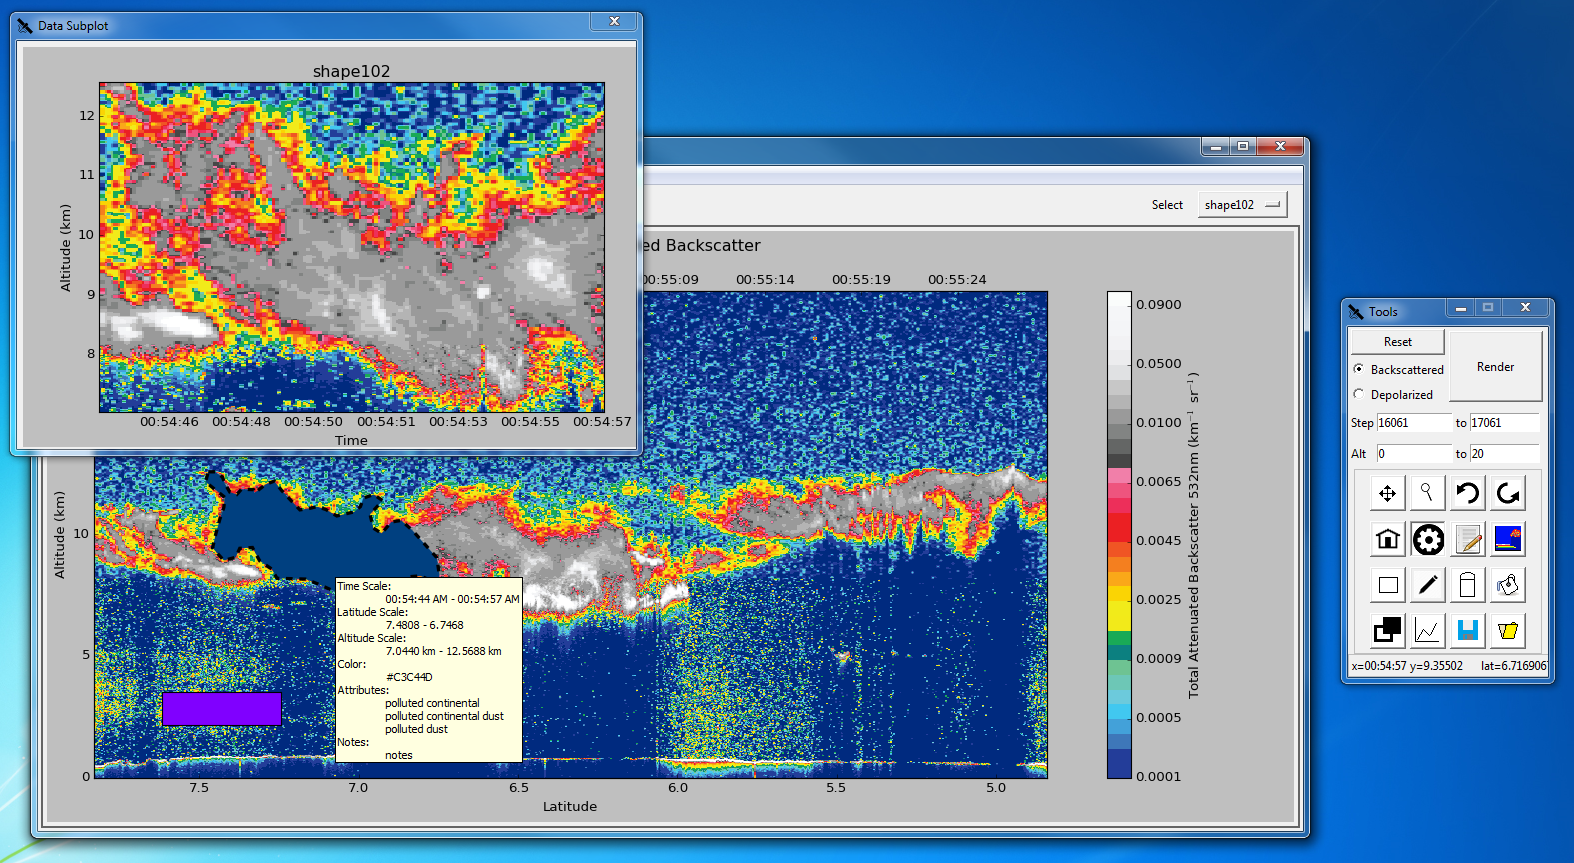 Data Subplot
shape102
12
11
10
9
8
Altitude (km)
00:54:46 00:54:48 00:54:50 00:54:51 00:54:53 00:54:55 00:54:57
Time
Select shape102
ed Backscatter
00:55:09 00:55:14 00:55:19 00:55:24
10
5
0
Altitude (km)
7.5 7.0 6.5 6.0 5.5 5.0
Latitude
0.0900
0.0500
0.0100
0.0065
0.0045
0.0025
0.0009
0.0005
0.0001
Total Attenuated Backscatter 532nm (km⁻¹ sr⁻¹)
Time Scale:
00:54:44 AM - 00:54:57 AM
Latitude Scale:
7.4808 - 6.7468
Altitude Scale:
7.0440 km - 12.5688 km
Color:
#C3C44D
Attributes:
polluted continental
polluted continental dust
polluted dust
Notes:
notes
Tools
Reset
Render
Backscattered
Depolarized
Step 16061 to 17061
Alt 0 to 20
x=00:54:57 y=9.35502 lat=6.716906